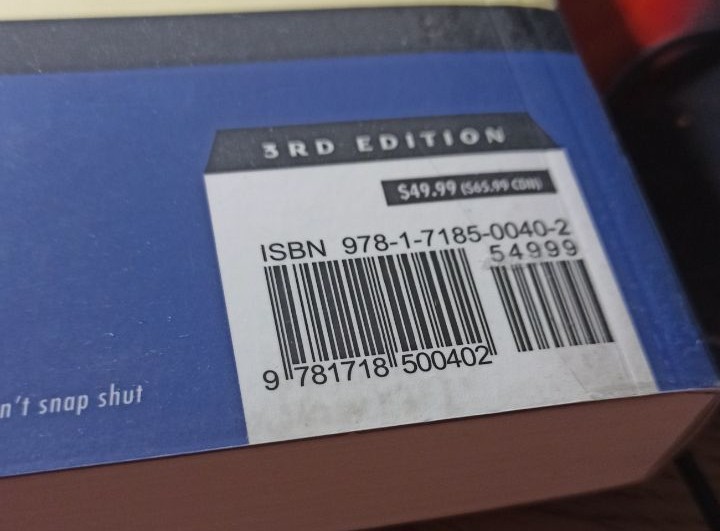 3RD EDITION
$49.99 ($65.99 CDN)
ISBN 978-1-7185-0040-2
54999
9 781718 500402
n't snap shut